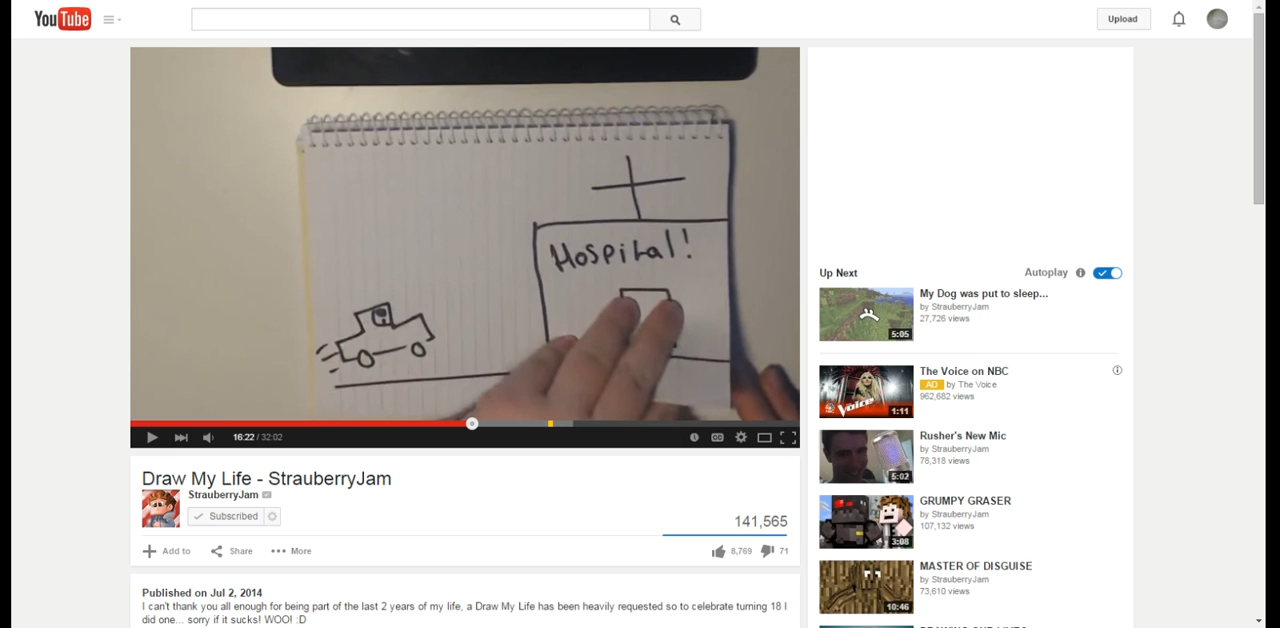 YouTube
Upload
Hospital!
16:22 / 32:02
CC
Draw My Life - StrauberryJam
StrauberryJam
Subscribed
141,565
Add to
Share
More
8,769
71
Published on Jul 2, 2014
I can't thank you all enough for being part of the last 2 years of my life, a Draw My Life has been heavily requested so to celebrate turning 18 I
did one... sorry if it sucks! WOO! :D
Up Next
Autoplay
My Dog was put to sleep...
by StrauberryJam
27,726 views
5:05
The Voice on NBC
AD by The Voice
962,682 views
Voice
1:11
Rusher's New Mic
by StrauberryJam
78,318 views
5:02
GRUMPY GRASER
by StrauberryJam
107,132 views
3:08
MASTER OF DISGUISE
by StrauberryJam
73,610 views
10:46